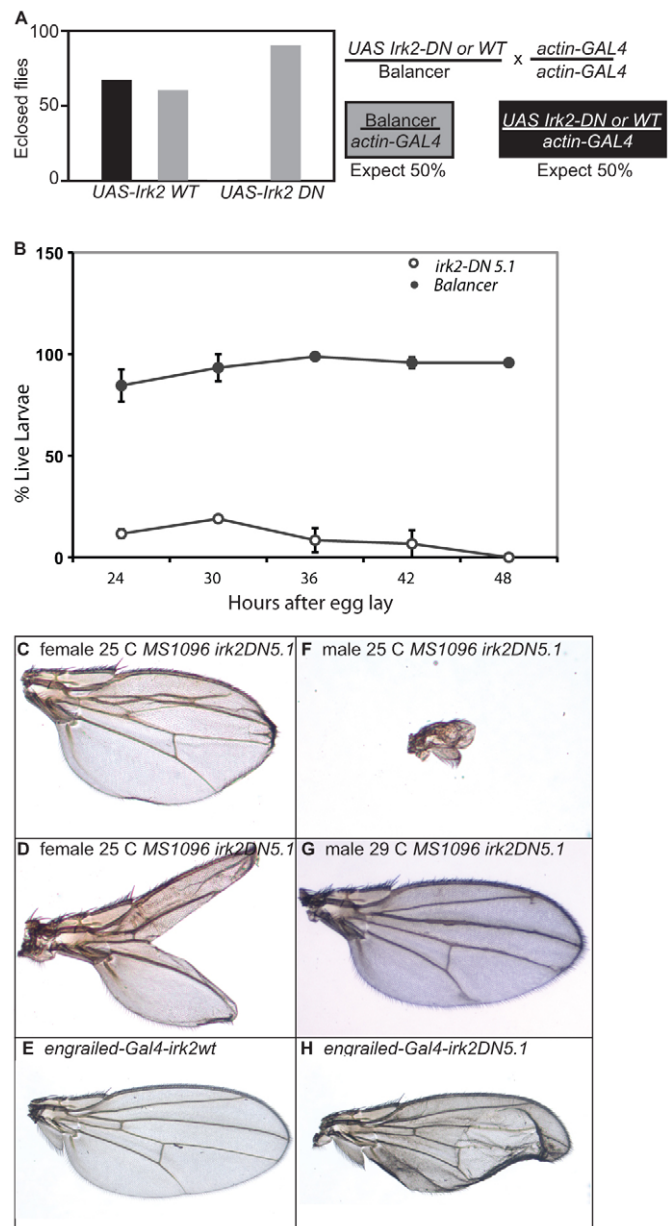 A
Eclosed flies
100
50
0
UAS-Irk2 WT UAS-Irk2 DN
UAS Irk2-DN or WT x actin-GAL4
Balancer actin-GAL4
Balancer
actin-GAL4
Expect 50%
UAS Irk2-DN or WT
actin-GAL4
Expect 50%
B
% Live Larvae
150
100
50
0
irk2-DN 5.1
Balancer
24 30 36 42 48
Hours after egg lay
C female 25 C MS1096 irk2DN5.1
F male 25 C MS1096 irk2DN5.1
D female 25 C MS1096 irk2DN5.1
G male 29 C MS1096 irk2DN5.1
E engrailed-Gal4-irk2wt
H engrailed-Gal4-irk2DN5.1